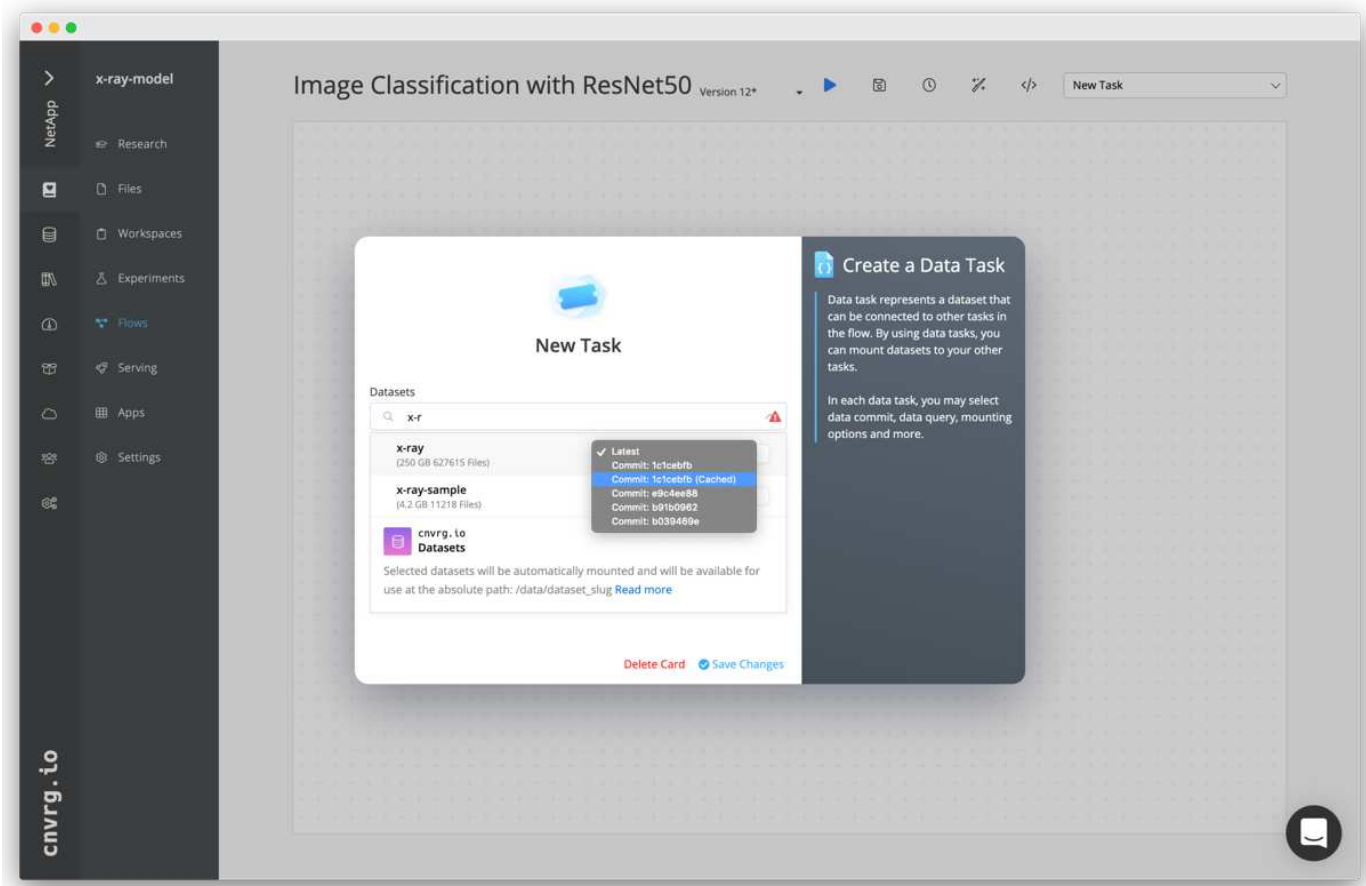 NetApp
cnvrg.io
x-ray-model
Research
Files
Workspaces
Experiments
Flows
Serving
Apps
Settings
Image Classification with ResNet50 Version 12*
New Task
New Task
Datasets
x-r
x-ray
(250 GB 627615 Files)
x-ray-sample
(4.2 GB 11218 Files)
Latest
Commit: 1c1cebfb
Commit: 1c1cebfb (Cached)
Commit: e9c4ee88
Commit: b91b0962
Commit: b039469e
cnvrg.io
Datasets
Selected datasets will be automatically mounted and will be available for
use at the absolute path: /data/dataset_slug Read more
Delete Card Save Changes
Create a Data Task
Data task represents a dataset that
can be connected to other tasks in
the flow. By using data tasks, you
can mount datasets to your other
tasks.
In each data task, you may select
data commit, data query, mounting
options and more.